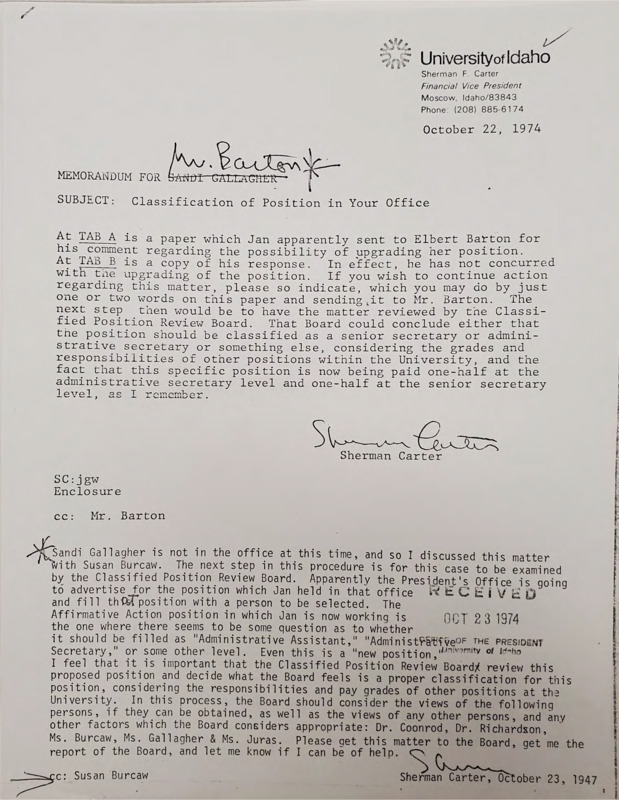 University of Idaho
Sherman F. Carter
Financial Vice President
Moscow, Idaho/83843
Phone: (208) 885-6174
October 22, 1974
Mr. Barton*
MEMORANDUM FOR SANDI GALLAGHER
SUBJECT: Classification of Position in Your Office
At TAB A is a paper which Jan apparently sent to Elbert Barton for
his comment regarding the possibility of upgrading her position.
At TAB B is a copy of his response. In effect, he has not concurred
with the upgrading of the position. If you wish to continue action
regarding this matter, please so indicate, which you may do by just
one or two words on this paper and sending it to Mr. Barton. The
next step then would be to have the matter reviewed by the Classi-
fied Position Review Board. That Board could conclude either that
the position should be classified as a senior secretary or admini-
strative secretary or something else, considering the grades and
responsibilities of other positions within the University, and the
fact that this specific position is now being paid one-half at the
administrative secretary level and one-half at the senior secretary
level, as I remember.
Sherman Carter
Sherman Carter
SC:jgw
Enclosure
cc: Mr. Barton
*Sandi Gallagher is not in the office at this time, and so I discussed this matter
with Susan Burcaw. The next step in this procedure is for this case to be examined
by the Classified Position Review Board. Apparently the President's Office is going
to advertise for the position which Jan held in that office
and fill that position with a person to be selected. The
Affirmative Action position in which Jan is now working is
the one where there seems to be some question as to whether
it should be filled as "Administrative Assistant," "Administrative
Secretary," or some other level. Even this is a "new position,"
I feel that it is important that the Classified Position Review Board review this
proposed position and decide what the Board feels is a proper classification for this
position, considering the responsibilities and pay grades of other positions at the
University. In this process, the Board should consider the views of the following
persons, if they can be obtained, as well as the views of any other persons, and any
other factors which the Board considers appropriate: Dr. Coonrod, Dr. Richardson,
Ms. Burcaw, Ms. Gallagher & Ms. Juras. Please get this matter to the Board, get me the
report of the Board, and let me know if I can be of help.
RECEIVED
OCT 23 1974
OFFICE OF THE PRESIDENT
University of Idaho
cc: Susan Burcaw
Sherman Carter, October 23, 1947